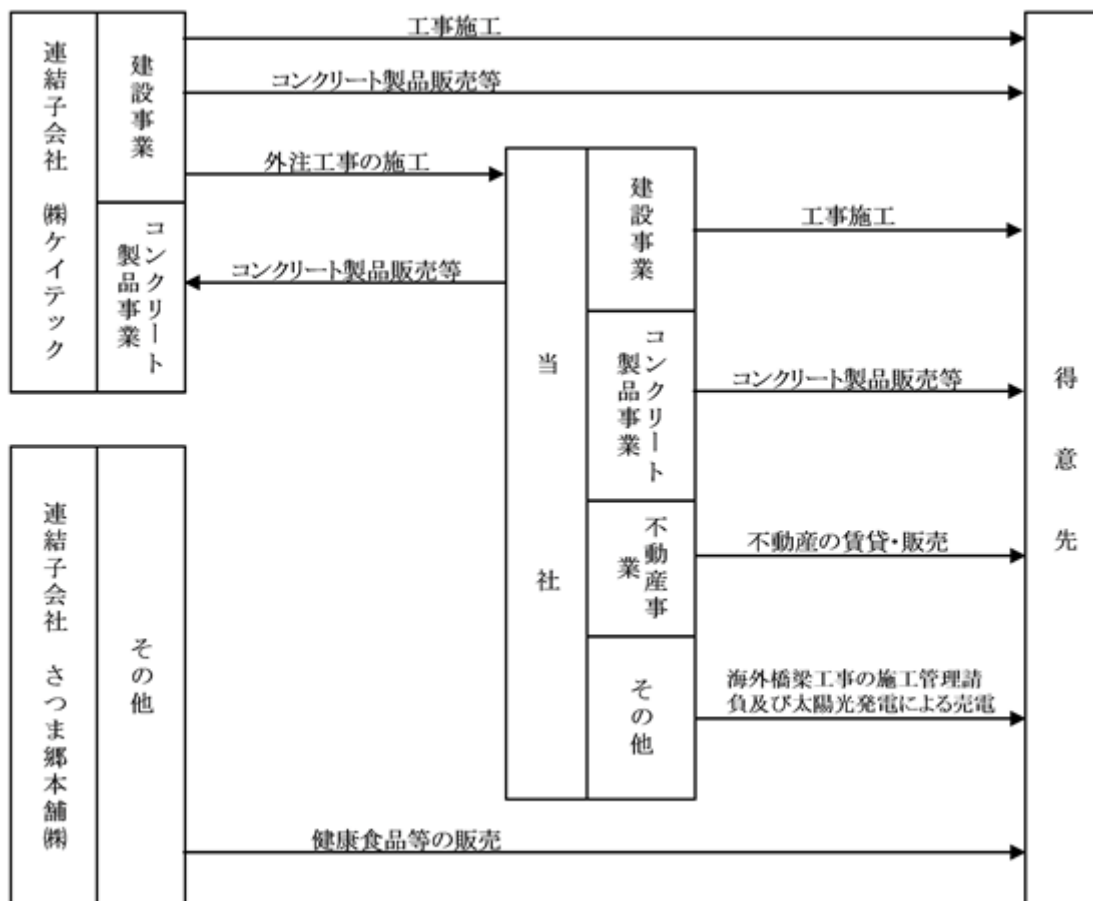 連結子会社 ㈱ケイテック
建設事業
コンクリート
製品事業
工事施工
コンクリート製品販売等
外注工事の施工
コンクリート製品販売等
当社
建設事業
コンクリート
製品事業
不動産事
業
その他
工事施工
コンクリート製品販売等
不動産の賃貸・販売
海外橋梁工事の施工管理請
負及び太陽光発電による売電
得意先
連結子会社 さつま郷本舗㈱
その他
健康食品等の販売